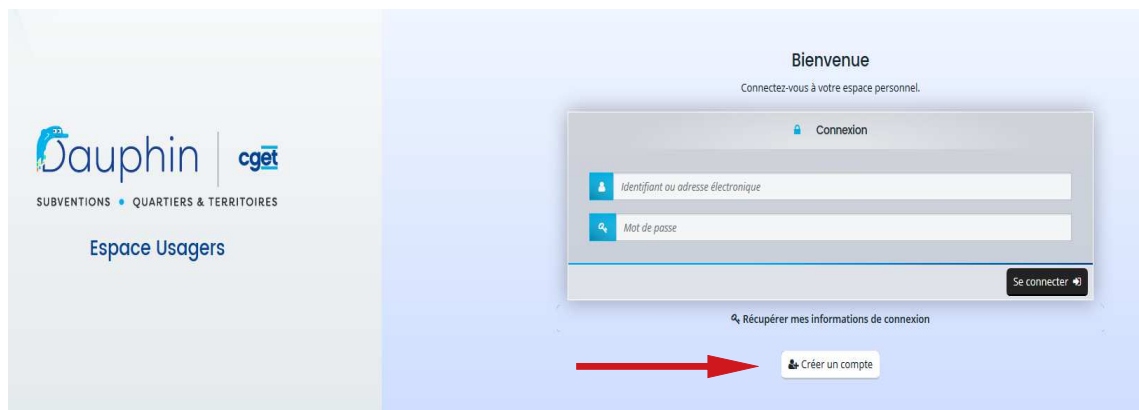 Dauphin cget
SUBVENTIONS • QUARTIERS & TERRITOIRES
Espace Usagers
Bienvenue
Connectez-vous à votre espace personnel.
Connexion
Identifiant ou adresse électronique
Mot de passe
Se connecter
Récupérer mes informations de connexion
Créer un compte